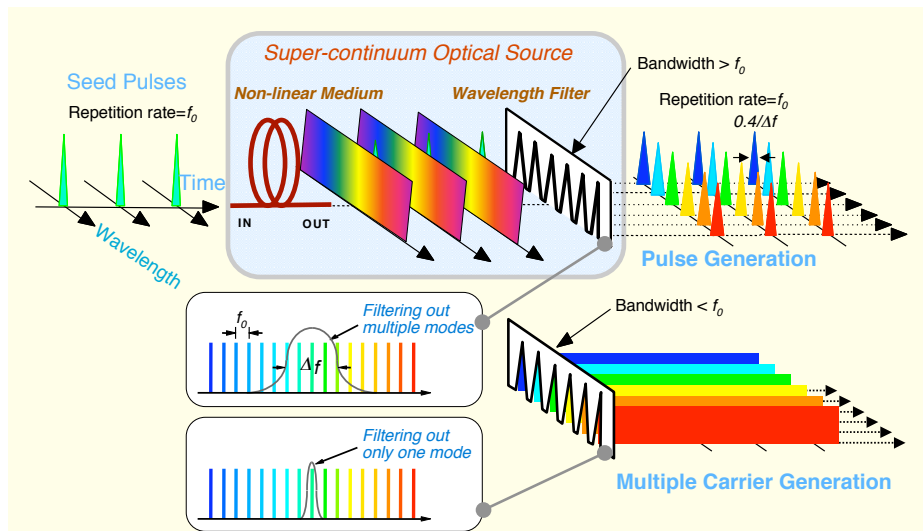 Super-continuum Optical Source
Seed Pulses
Repetition rate=f₀
Time
Wavelength
Non-linear Medium
Wavelength Filter
IN
OUT
Bandwidth > f₀
Repetition rate=f₀
0.4/Δf
Pulse Generation
f₀
Filtering out
multiple modes
Δf
Bandwidth < f₀
Filtering out
only one mode
Multiple Carrier Generation